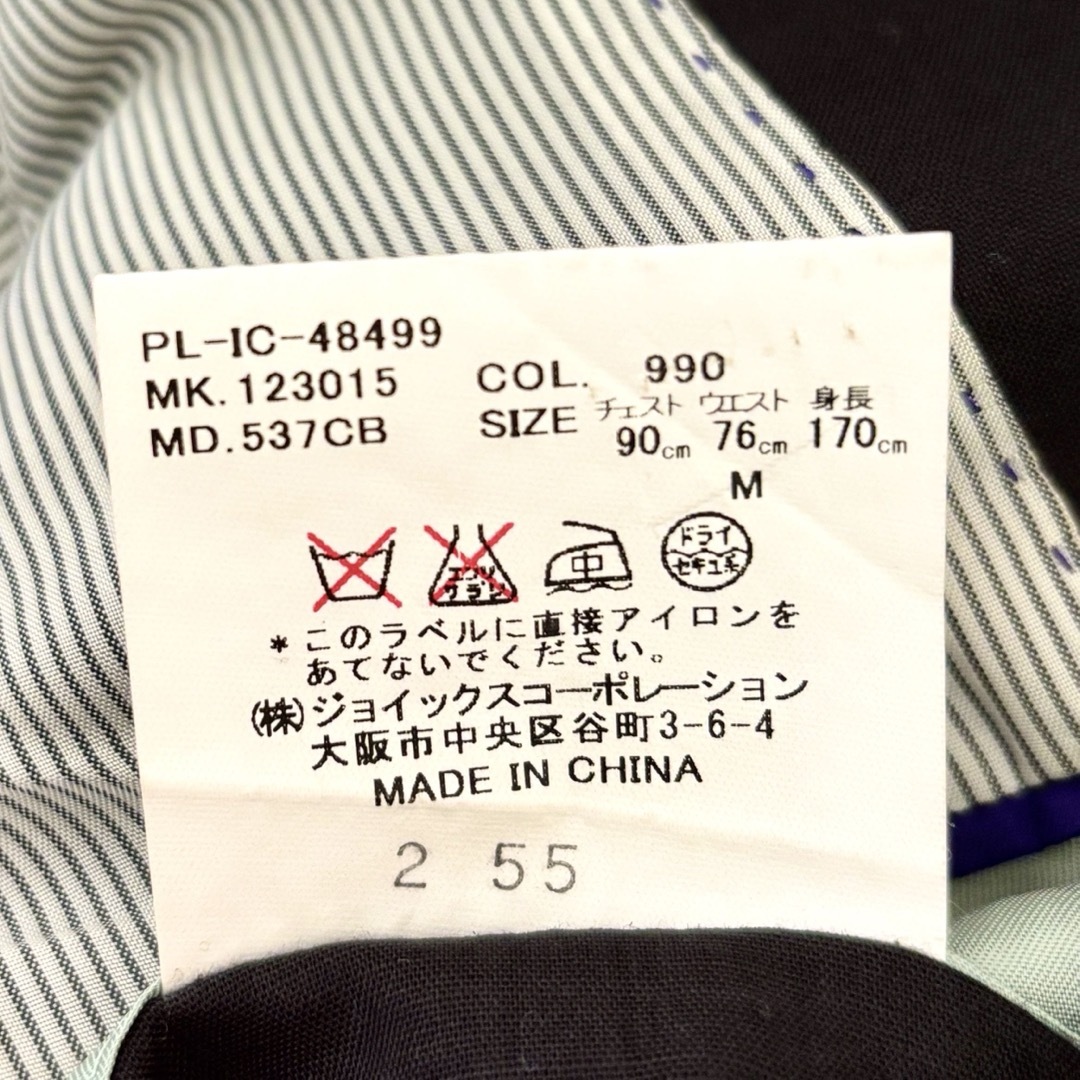 PL-IC-48499
MK.123015 COL. 990
MD.537CB SIZE チェスト ウエスト 身長
90cm 76cm 170cm
M
エンソ
サラシ
中
ドライ
セキユ系
*このラベルに直接アイロンを
あてないでください。
(株)ジョイックスコーポレーション
大阪市中央区谷町3-6-4
MADE IN CHINA
2 55